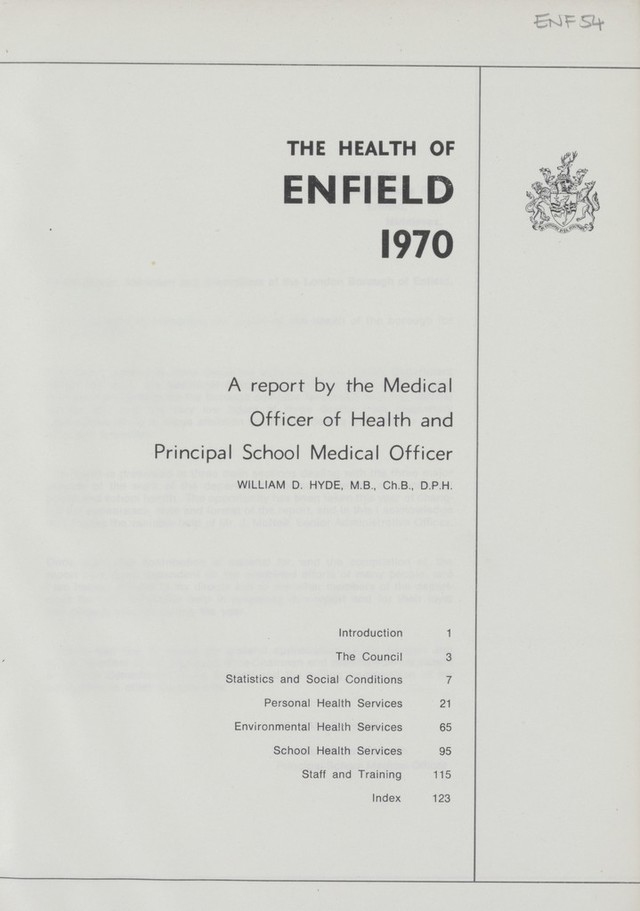 ENF 54
THE HEALTH OF
ENFIELD
1970
A report by the Medical
Officer of Health and
Principal School Medical Officer
WILLIAM D. HYDE, M.B., Ch.B., D.P.H.
Introduction 1
The Council 3
Statistics and Social Conditions 7
Personal Health Services 21
Environmental Health Services 65
School Health Services 95
Staff and Training 115
Index 123